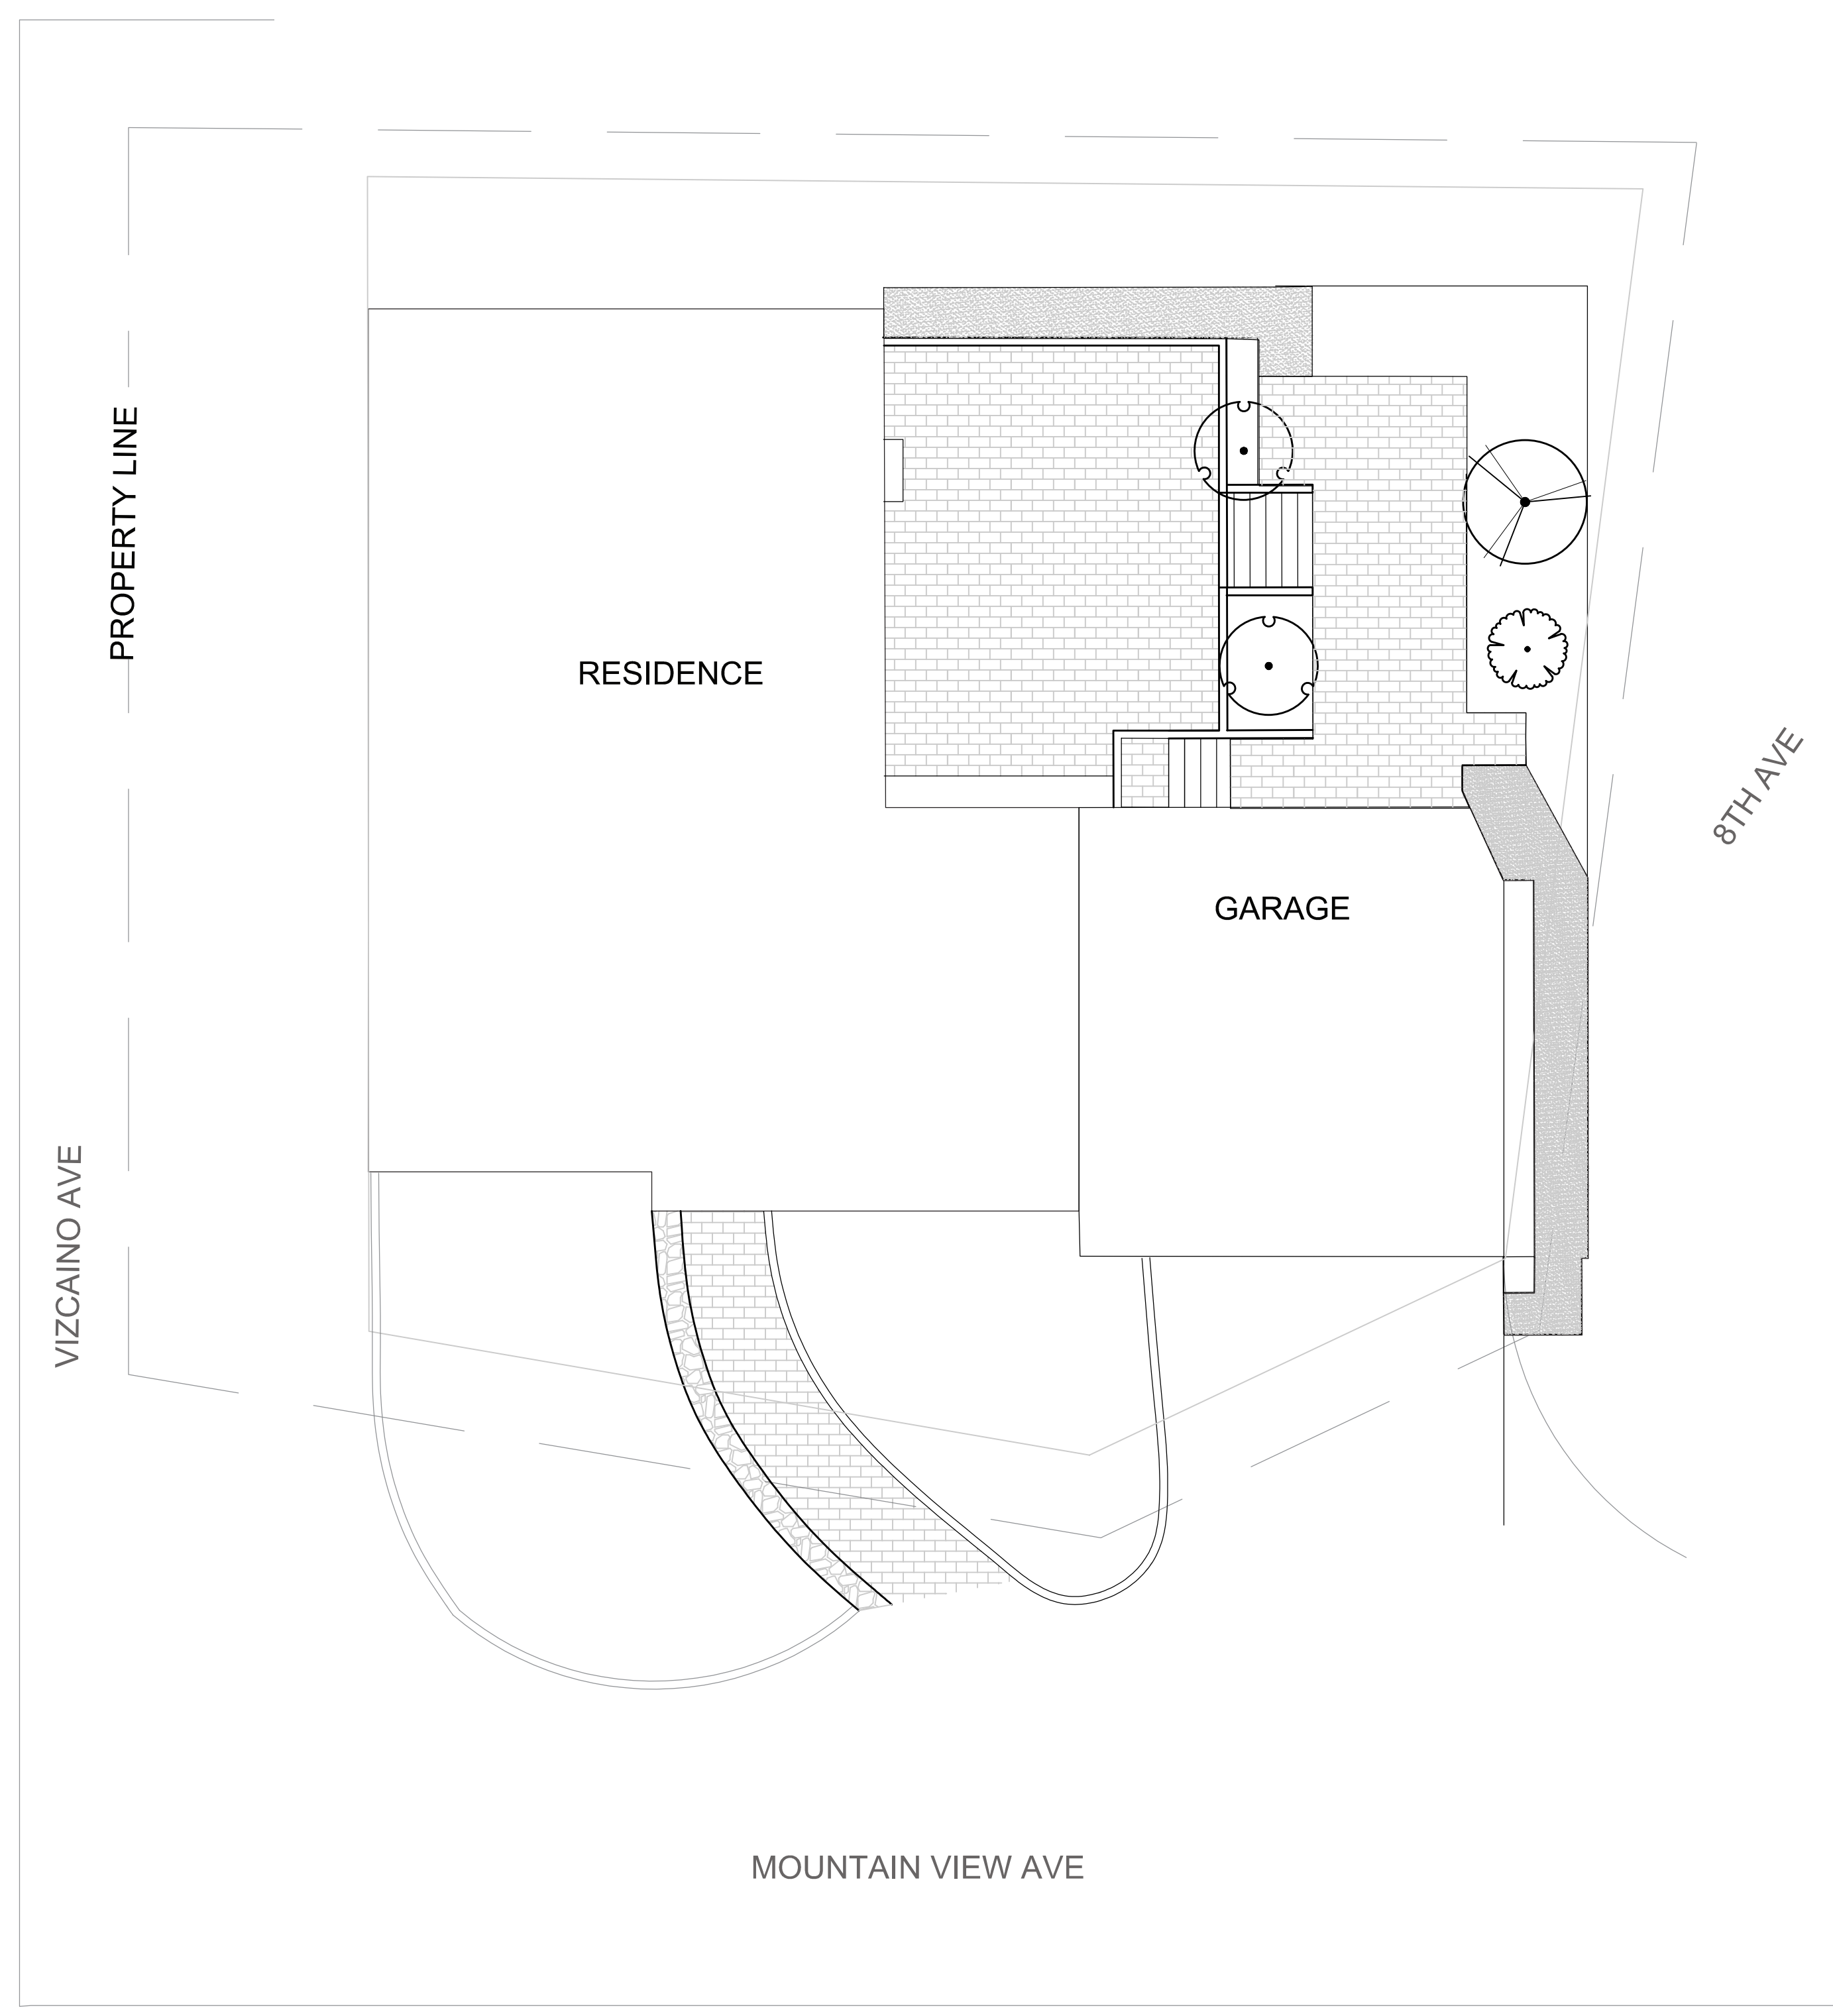 PROPERTY LINE
RESIDENCE
8TH AVE
GARAGE
VIZCAINO AVE
MOUNTAIN VIEW AVE